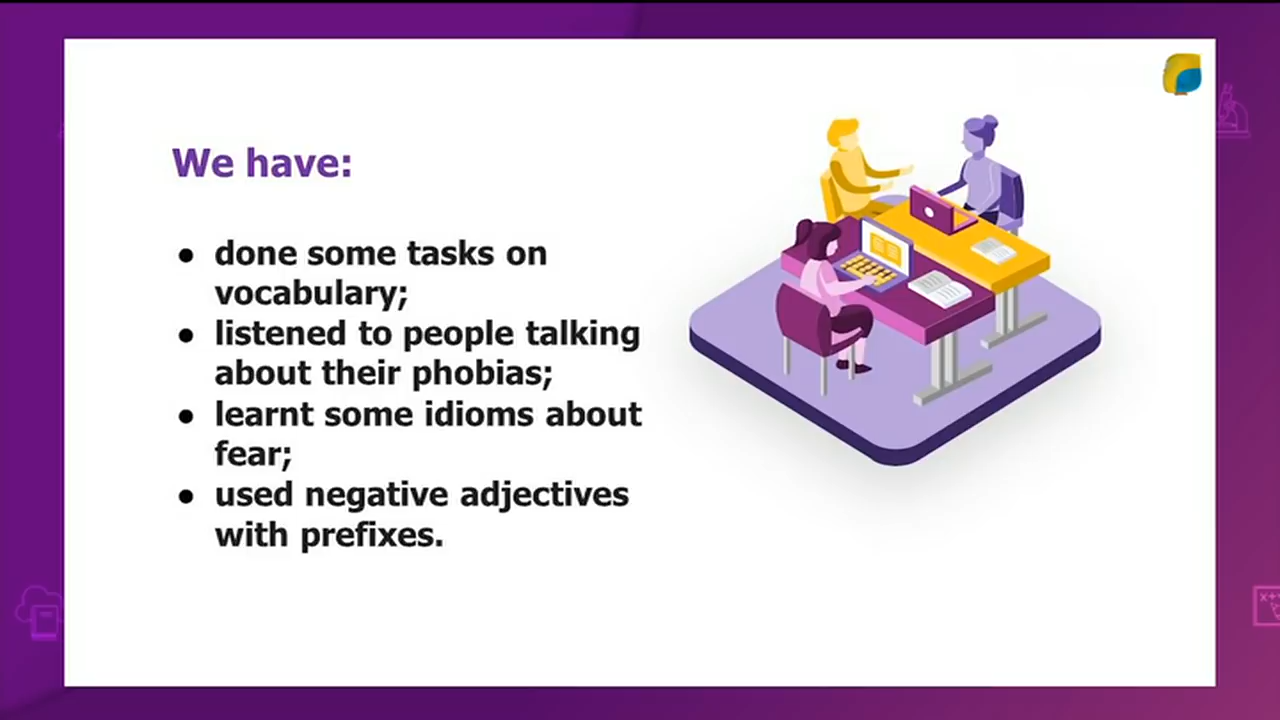 We have:
● done some tasks on
vocabulary;
● listened to people talking
about their phobias;
● learnt some idioms about
fear;
● used negative adjectives
with prefixes.